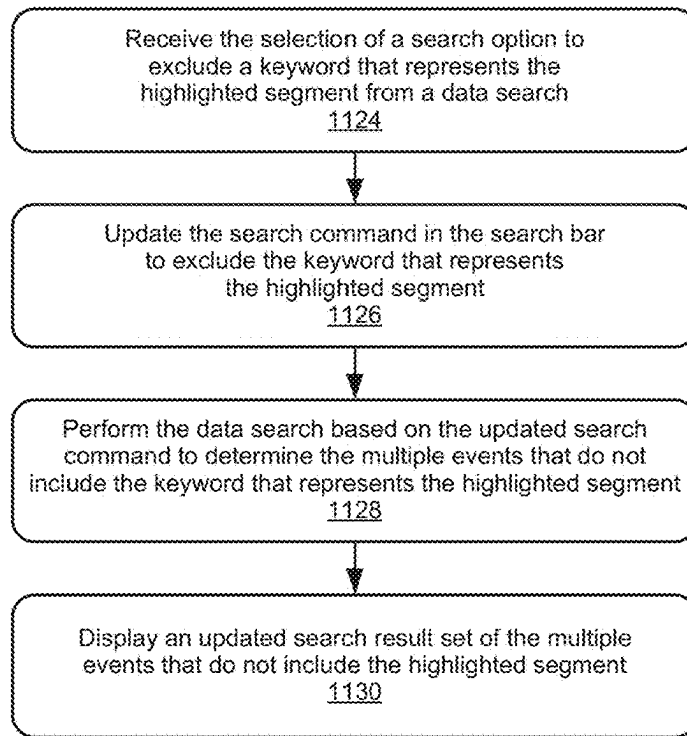 Receive the selection of a search option to
exclude a keyword that represents the
highlighted segment from a data search
1124
Update the search command in the search bar
to exclude the keyword that represents
the highlighted segment
1126
Perform the data search based on the updated search
command to determine the multiple events that do not
include the keyword that represents the highlighted segment
1128
Display an updated search result set of the multiple
events that do not include the highlighted segment
1130